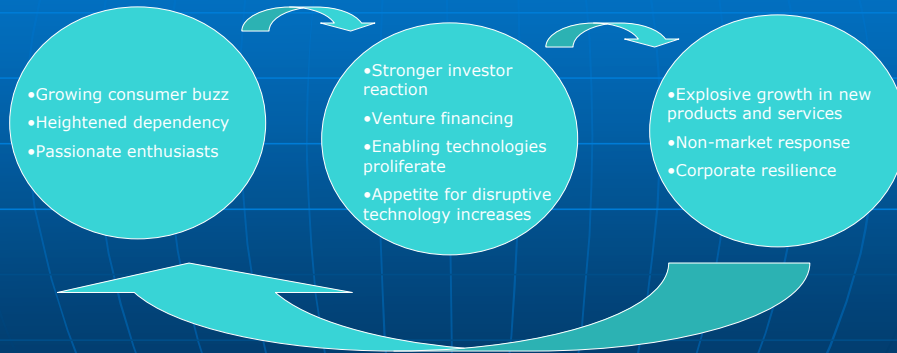 •Growing consumer buzz
•Heightened dependency
•Passionate enthusiasts
•Stronger investor
reaction
•Venture financing
•Enabling technologies
proliferate
•Appetite for disruptive
technology increases
•Explosive growth in new
products and services
•Non-market response
•Corporate resilience